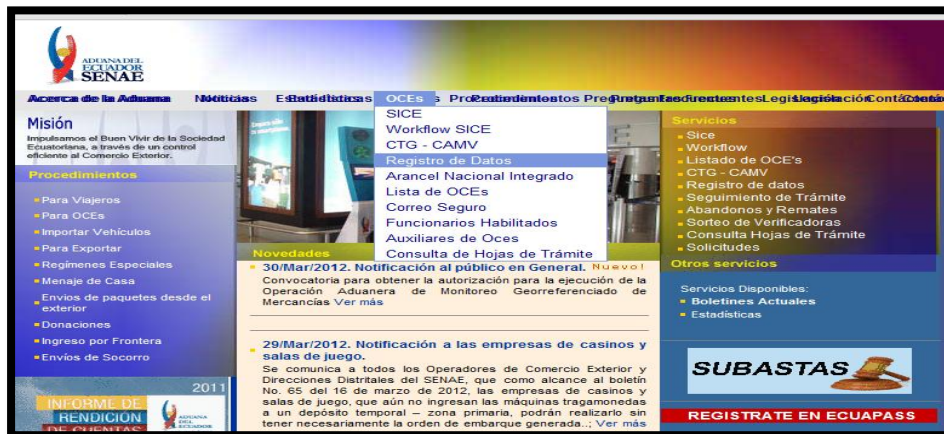 ADUANA DEL
ECUADOR
SENAE
Acerca de la Aduana Noticias Estadísticas OCEs Procedimientos Preguntas Frecuentes Legislación
Misión
Impulsamos el Buen Vivir de la Sociedad
Ecuatoriana, a través de un control
eficiente al Comercio Exterior.
Procedimientos
Para Viajeros
Para OCEs
Importar Vehículos
Para Exportar
Regímenes Especiales
Menaje de Casa
Envios de paquetes desde el
exterior
Donaciones
Ingreso por Frontera
Envíos de Socorro
2011
INFORME DE
RENDICIÓN
DE CUENTAS
SICE
Workflow SICE
CTG - CAMV
Registro de Datos
Arancel Nacional Integrado
Lista de OCEs
Correo Seguro
Funcionarios Habilitados
Auxiliares de Oces
Consulta de Hojas de Trámite
Novedades
30/Mar/2012. Notificación al público en General. Nuevo!
Convocatoria para obtener la autorización para la ejecución de la
Operación Aduanera de Monitoreo Georreferenciado de
Mercancías Ver más
29/Mar/2012. Notificación a las empresas de casinos y
salas de juego.
Se comunica a todos los Operadores de Comercio Exterior y
Direcciones Distritales del SENAE, que como alcance al boletín
No. 65 del 16 de marzo de 2012, las empresas de casinos y
salas de juego, que aún no ingresan las máquinas tragamonedas
a un depósito temporal – zona primaria, podrán realizarlo sin
tener necesariamente la orden de embarque generada..; Ver más
Servicios
Sice
Workflow
Listado de OCE's
CTG - CAMV
Registro de datos
Seguimiento de Trámite
Abandonos y Remates
Sorteo de Verificadoras
Consulta Hojas de Trámite
Solicitudes
Otros servicios
Servicios Disponibles:
Boletines Actuales
Estadísticas
SUBASTAS
REGISTRATE EN ECUAPASS